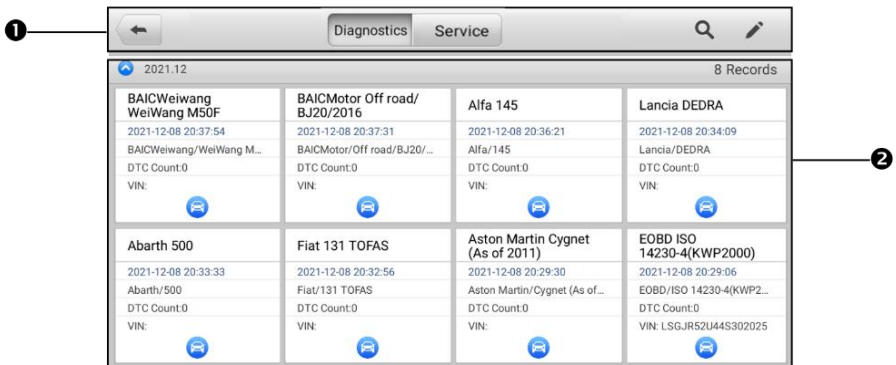 ❶
Diagnostics Service
2021.12 8 Records
BAICWeiwang
WeiWang M50F
2021-12-08 20:37:54
BAICWeiwang/WeiWang M...
DTC Count:0
VIN:
BAICMotor Off road/
BJ20/2016
2021-12-08 20:37:31
BAICMotor/Off road/BJ20/...
DTC Count:0
VIN:
Alfa 145
2021-12-08 20:36:21
Alfa/145
DTC Count:0
VIN:
Lancia DEDRA
2021-12-08 20:34:09
Lancia/DEDRA
DTC Count:0
VIN:
❷
Abarth 500
2021-12-08 20:33:33
Abarth/500
DTC Count:0
VIN:
Fiat 131 TOFAS
2021-12-08 20:32:56
Fiat/131 TOFAS
DTC Count:0
VIN:
Aston Martin Cygnet
(As of 2011)
2021-12-08 20:29:30
Aston Martin/Cygnet (As of...
DTC Count:0
VIN:
EOBD ISO
14230-4(KWP2000)
2021-12-08 20:29:06
EOBD/ISO 14230-4(KWP2...
DTC Count:0
VIN: LSGJR52U44S302025